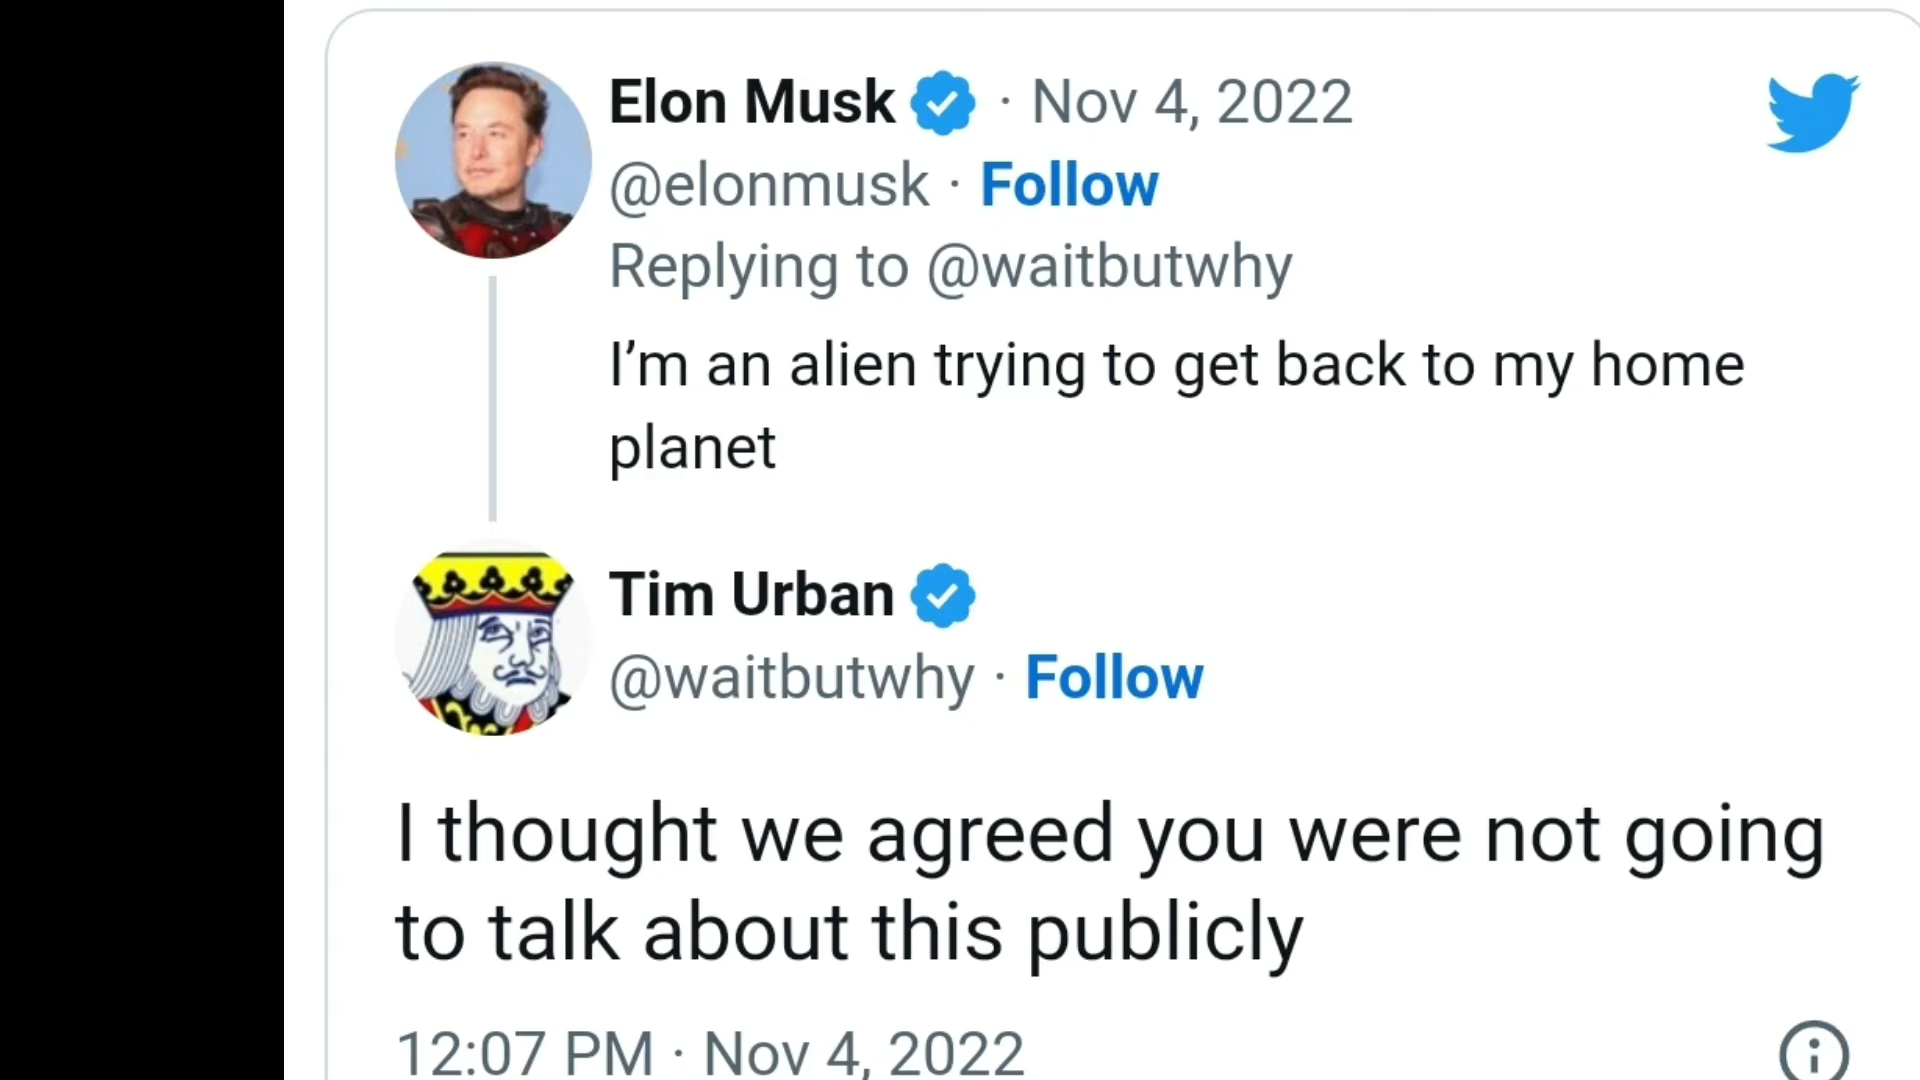 Elon Musk · Nov 4, 2022
@elonmusk · Follow
Replying to @waitbutwhy
I’m an alien trying to get back to my home
planet
Tim Urban
@waitbutwhy · Follow
I thought we agreed you were not going
to talk about this publicly
12:07 PM · Nov 4, 2022